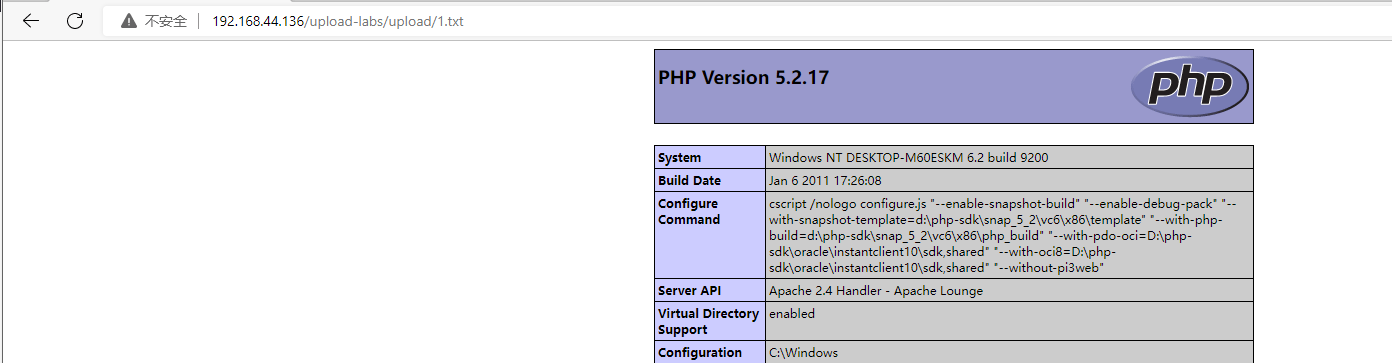 不安全 | 192.168.44.136/upload-labs/upload/1.txt
PHP Version 5.2.17
php
System Windows NT DESKTOP-M60ESKM 6.2 build 9200
Build Date Jan 6 2011 17:26:08
Configure Command cscript /nologo configure.js "--enable-snapshot-build" "--enable-debug-pack" "--
with-snapshot-template=d:\php-sdk\snap_5_2\vc6\x86\template" "--with-php-
build=d:\php-sdk\snap_5_2\vc6\x86\php_build" "--with-pdo-oci=D:\php-
sdk\oracle\instantclient10\sdk,shared" "--with-oci8=D:\php-
sdk\oracle\instantclient10\sdk,shared" "--without-pi3web"
Server API Apache 2.4 Handler - Apache Lounge
Virtual Directory enabled
Support
Configuration C:\Windows